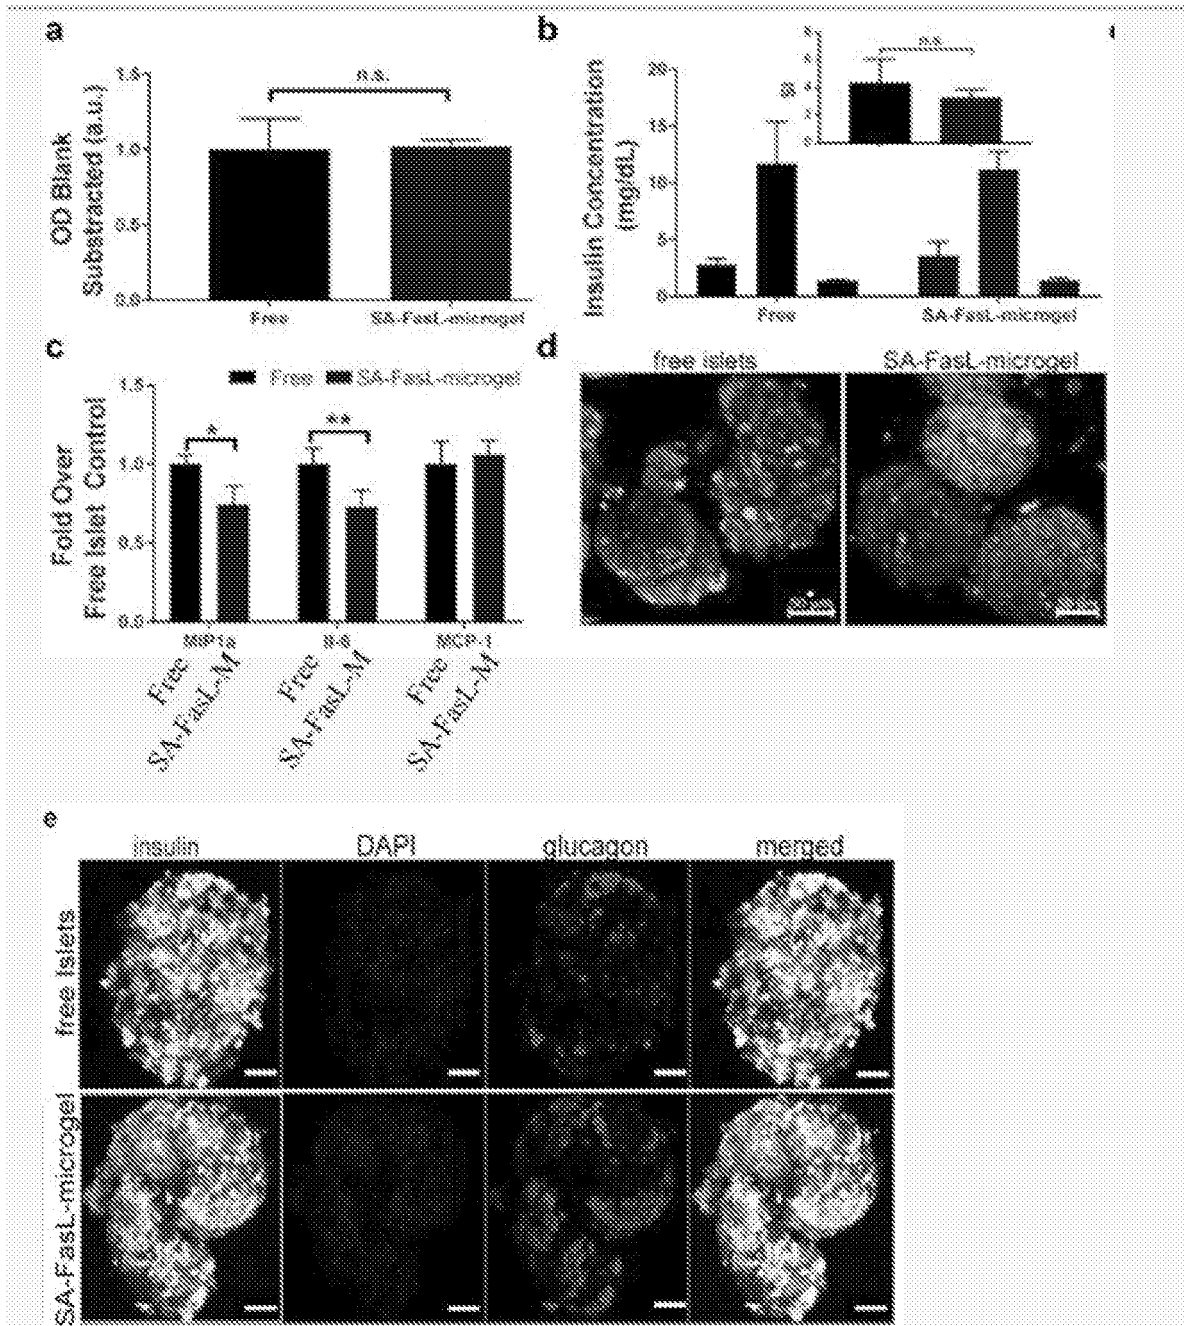 a
OD Blank
Substracted (a.u.)
1.5
1.0
0.5
0.0
n.s.
Free
SA-FasL-microgel
b
Insulin Concentration
(mg/dL)
20
15
10
5
0
n.s.
SI
Free
SA-FasL-microgel
c
Fold Over
Free Islet Control
1.5
1.0
0.5
0.0
Free SA-FasL-microgel
*
**
MIP1a
Il-6
MCP-1
Free
SA-FasL-M
Free
SA-FasL-M
Free
SA-FasL-M
d
free islets
SA-FasL-microgel
e
insulin DAPI glucagon merged
free Islets
SA-FasL-microgel